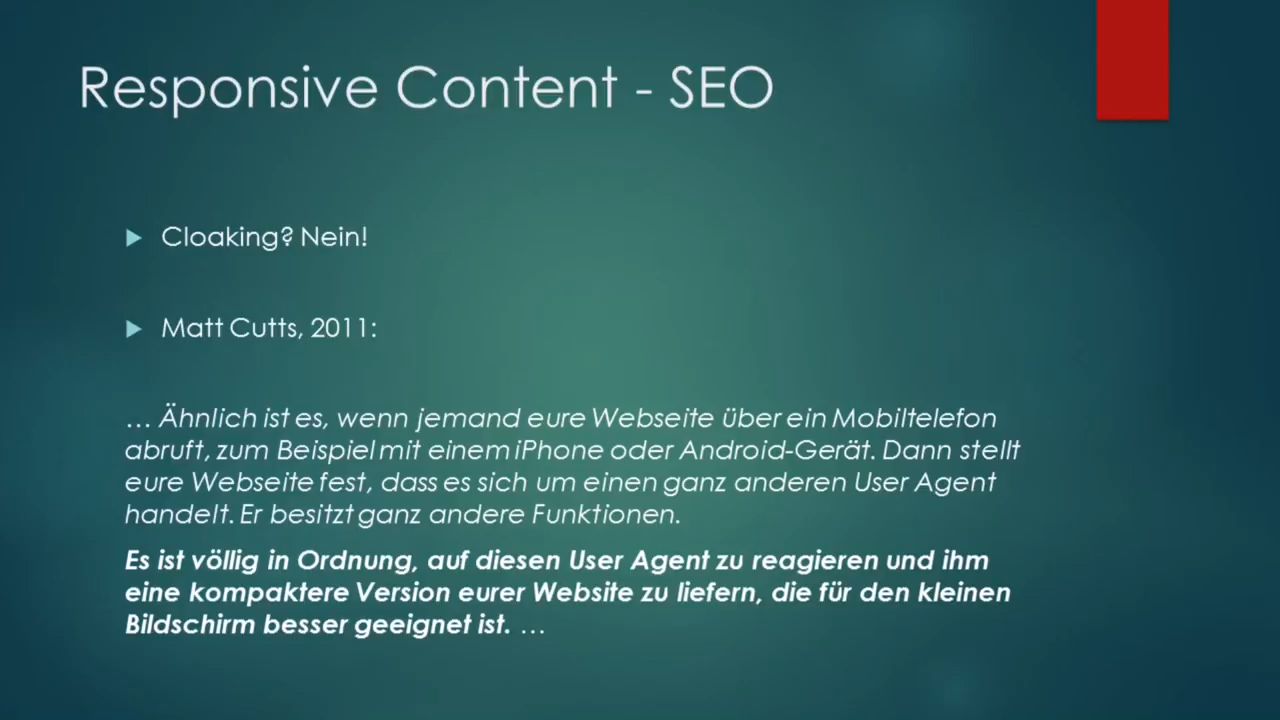 Responsive Content - SEO
Cloaking? Nein!
Matt Cutts, 2011:
… Ähnlich ist es, wenn jemand eure Webseite über ein Mobiltelefon
abruft, zum Beispiel mit einem iPhone oder Android-Gerät. Dann stellt
eure Webseite fest, dass es sich um einen ganz anderen User Agent
handelt. Er besitzt ganz andere Funktionen.
Es ist völlig in Ordnung, auf diesen User Agent zu reagieren und ihm
eine kompaktere Version eurer Website zu liefern, die für den kleinen
Bildschirm besser geeignet ist. …